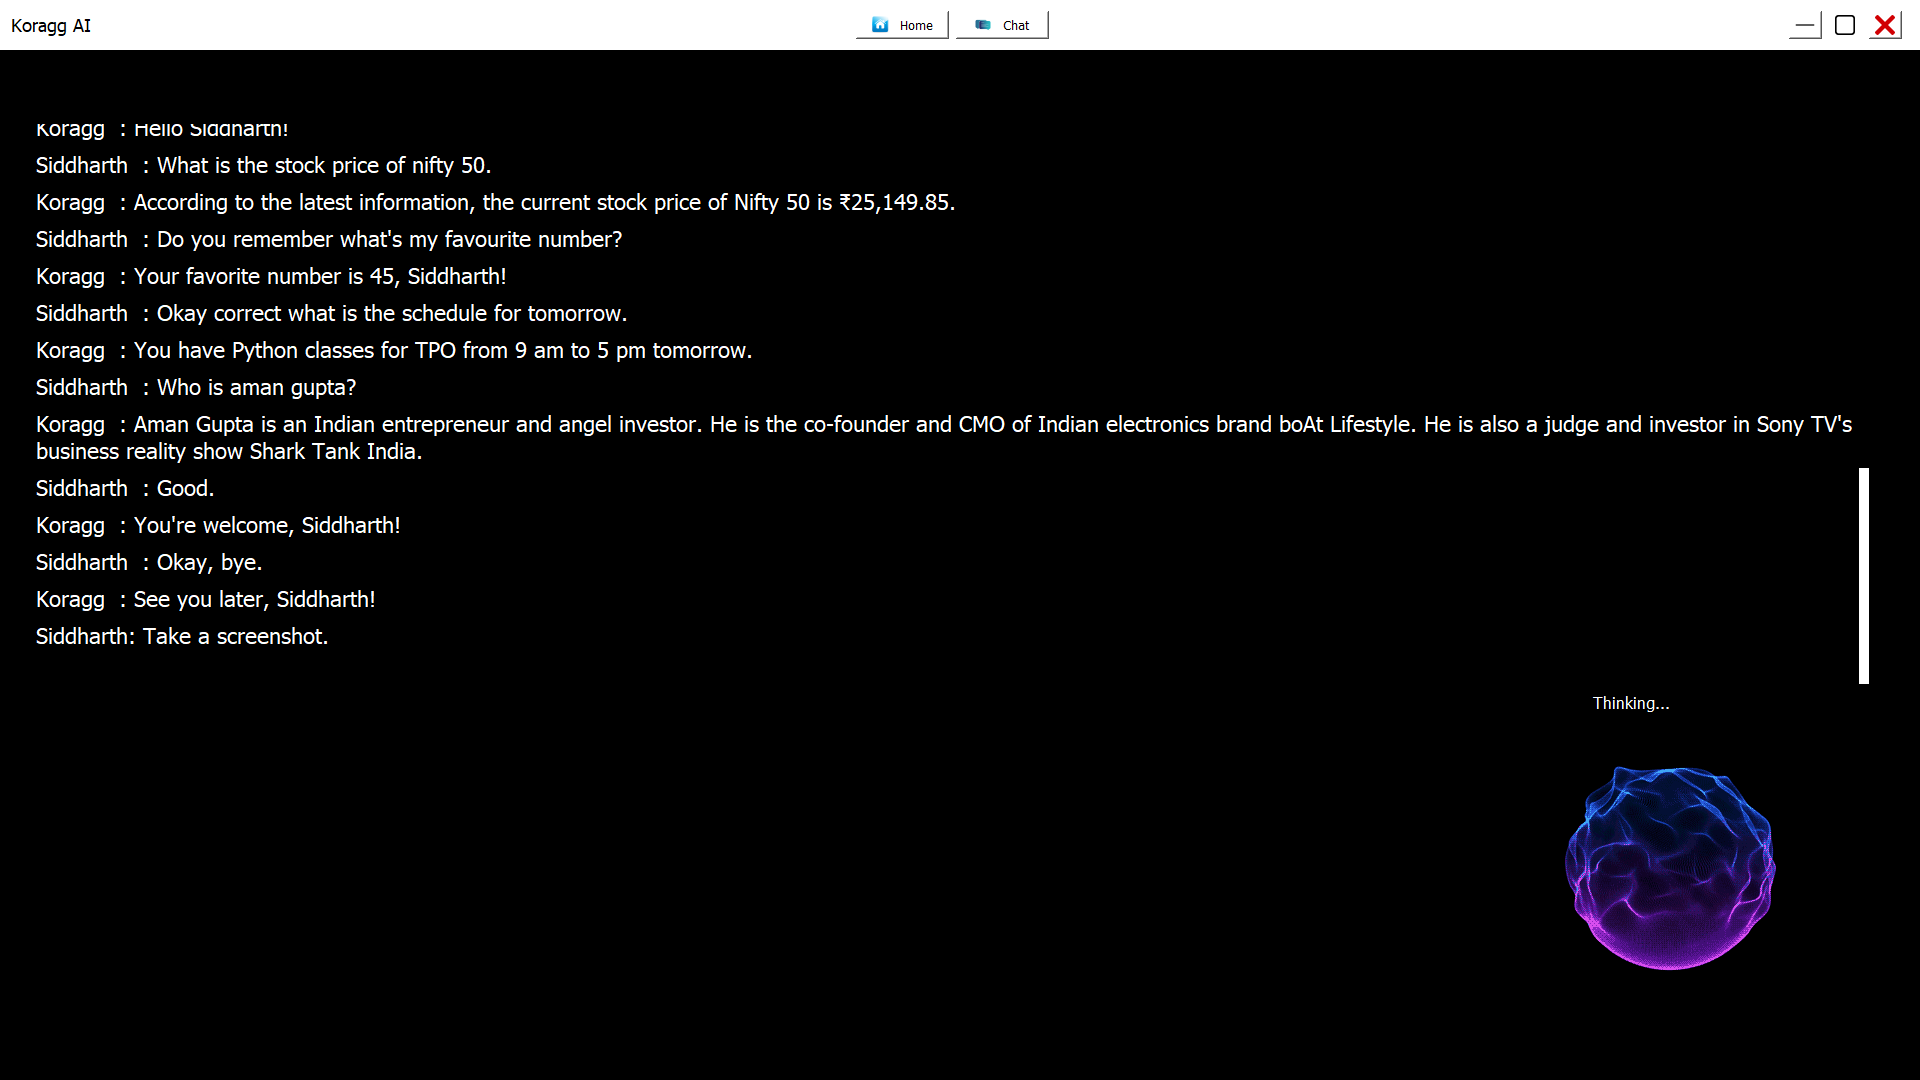 Koragg AI
Home
Chat
Koragg  : Hello Siddharth!
Siddharth  : What is the stock price of nifty 50.
Koragg  : According to the latest information, the current stock price of Nifty 50 is ₹25,149.85.
Siddharth  : Do you remember what's my favourite number?
Koragg  : Your favorite number is 45, Siddharth!
Siddharth  : Okay correct what is the schedule for tomorrow.
Koragg  : You have Python classes for TPO from 9 am to 5 pm tomorrow.
Siddharth  : Who is aman gupta?
Koragg  : Aman Gupta is an Indian entrepreneur and angel investor. He is the co-founder and CMO of Indian electronics brand boAt Lifestyle. He is also a judge and investor in Sony TV's
business reality show Shark Tank India.
Siddharth  : Good.
Koragg  : You're welcome, Siddharth!
Siddharth  : Okay, bye.
Koragg  : See you later, Siddharth!
Siddharth: Take a screenshot.
Thinking...